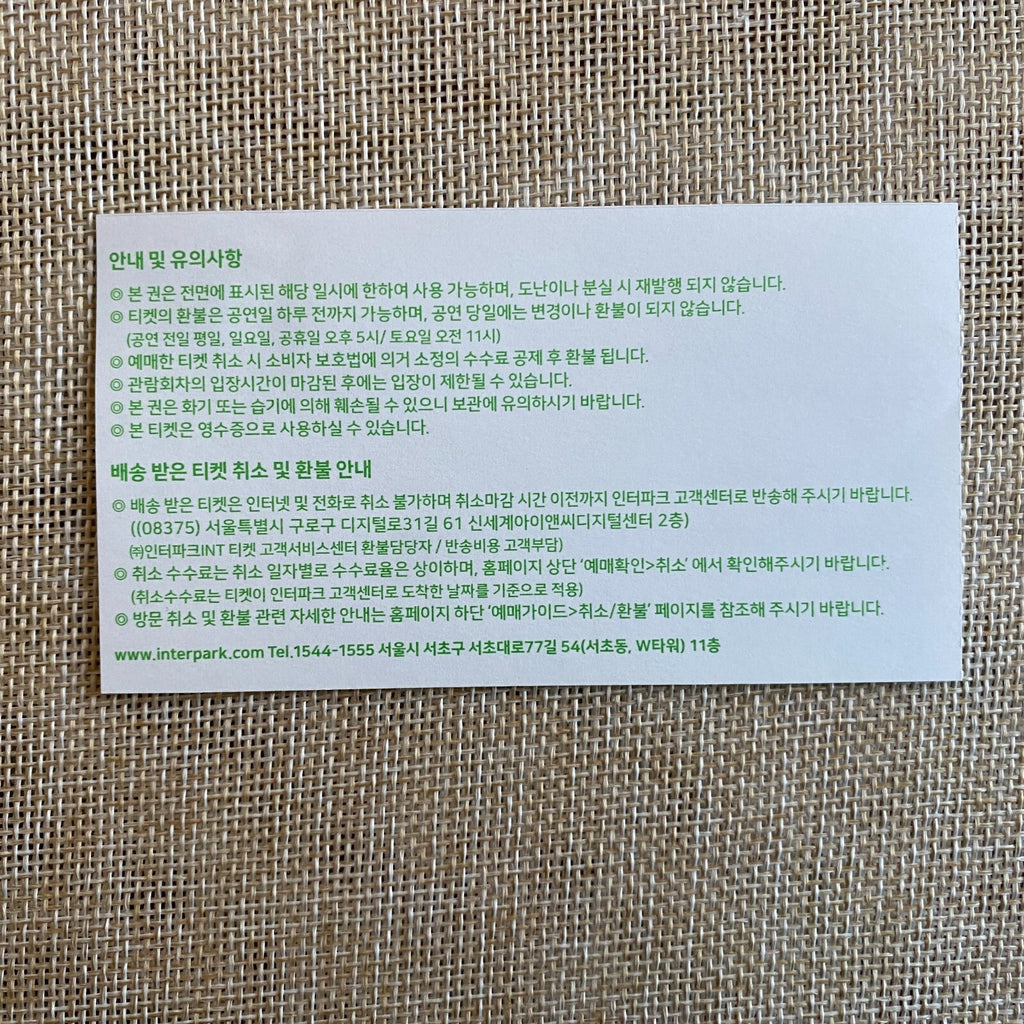 안내 및 유의사항
◎ 본 권은 전면에 표시된 해당 일시에 한하여 사용 가능하며, 도난이나 분실 시 재발행 되지 않습니다.
◎ 티켓의 환불은 공연일 하루 전까지 가능하며, 공연 당일에는 변경이나 환불이 되지 않습니다.
(공연 전일 평일, 일요일, 공휴일 오후 5시/ 토요일 오전 11시)
◎ 예매한 티켓 취소 시 소비자 보호법에 의거 소정의 수수료 공제 후 환불 됩니다.
◎ 관람회차의 입장시간이 마감된 후에는 입장이 제한될 수 있습니다.
◎ 본 권은 화기 또는 습기에 의해 훼손될 수 있으니 보관에 유의하시기 바랍니다.
◎ 본 티켓은 영수증으로 사용하실 수 있습니다.
배송 받은 티켓 취소 및 환불 안내
◎ 배송 받은 티켓은 인터넷 및 전화로 취소 불가하며 취소마감 시간 이전까지 인터파크 고객센터로 반송해 주시기 바랍니다.
((08375) 서울특별시 구로구 디지털로31길 61 신세계아이앤씨디지털센터 2층)
(㈜인터파크INT 티켓 고객서비스센터 환불담당자 / 반송비용 고객부담)
◎ 취소 수수료는 취소 일자별로 수수료율은 상이하며, 홈페이지 상단 '예매확인>취소' 에서 확인해주시기 바랍니다.
(취소수수료는 티켓이 인터파크 고객센터로 도착한 날짜를 기준으로 적용)
◎ 방문 취소 및 환불 관련 자세한 안내는 홈페이지 하단 '예매가이드>취소/환불' 페이지를 참조해 주시기 바랍니다.
www.interpark.com Tel.1544-1555 서울시 서초구 서초대로77길 54(서초동, W타워) 11층